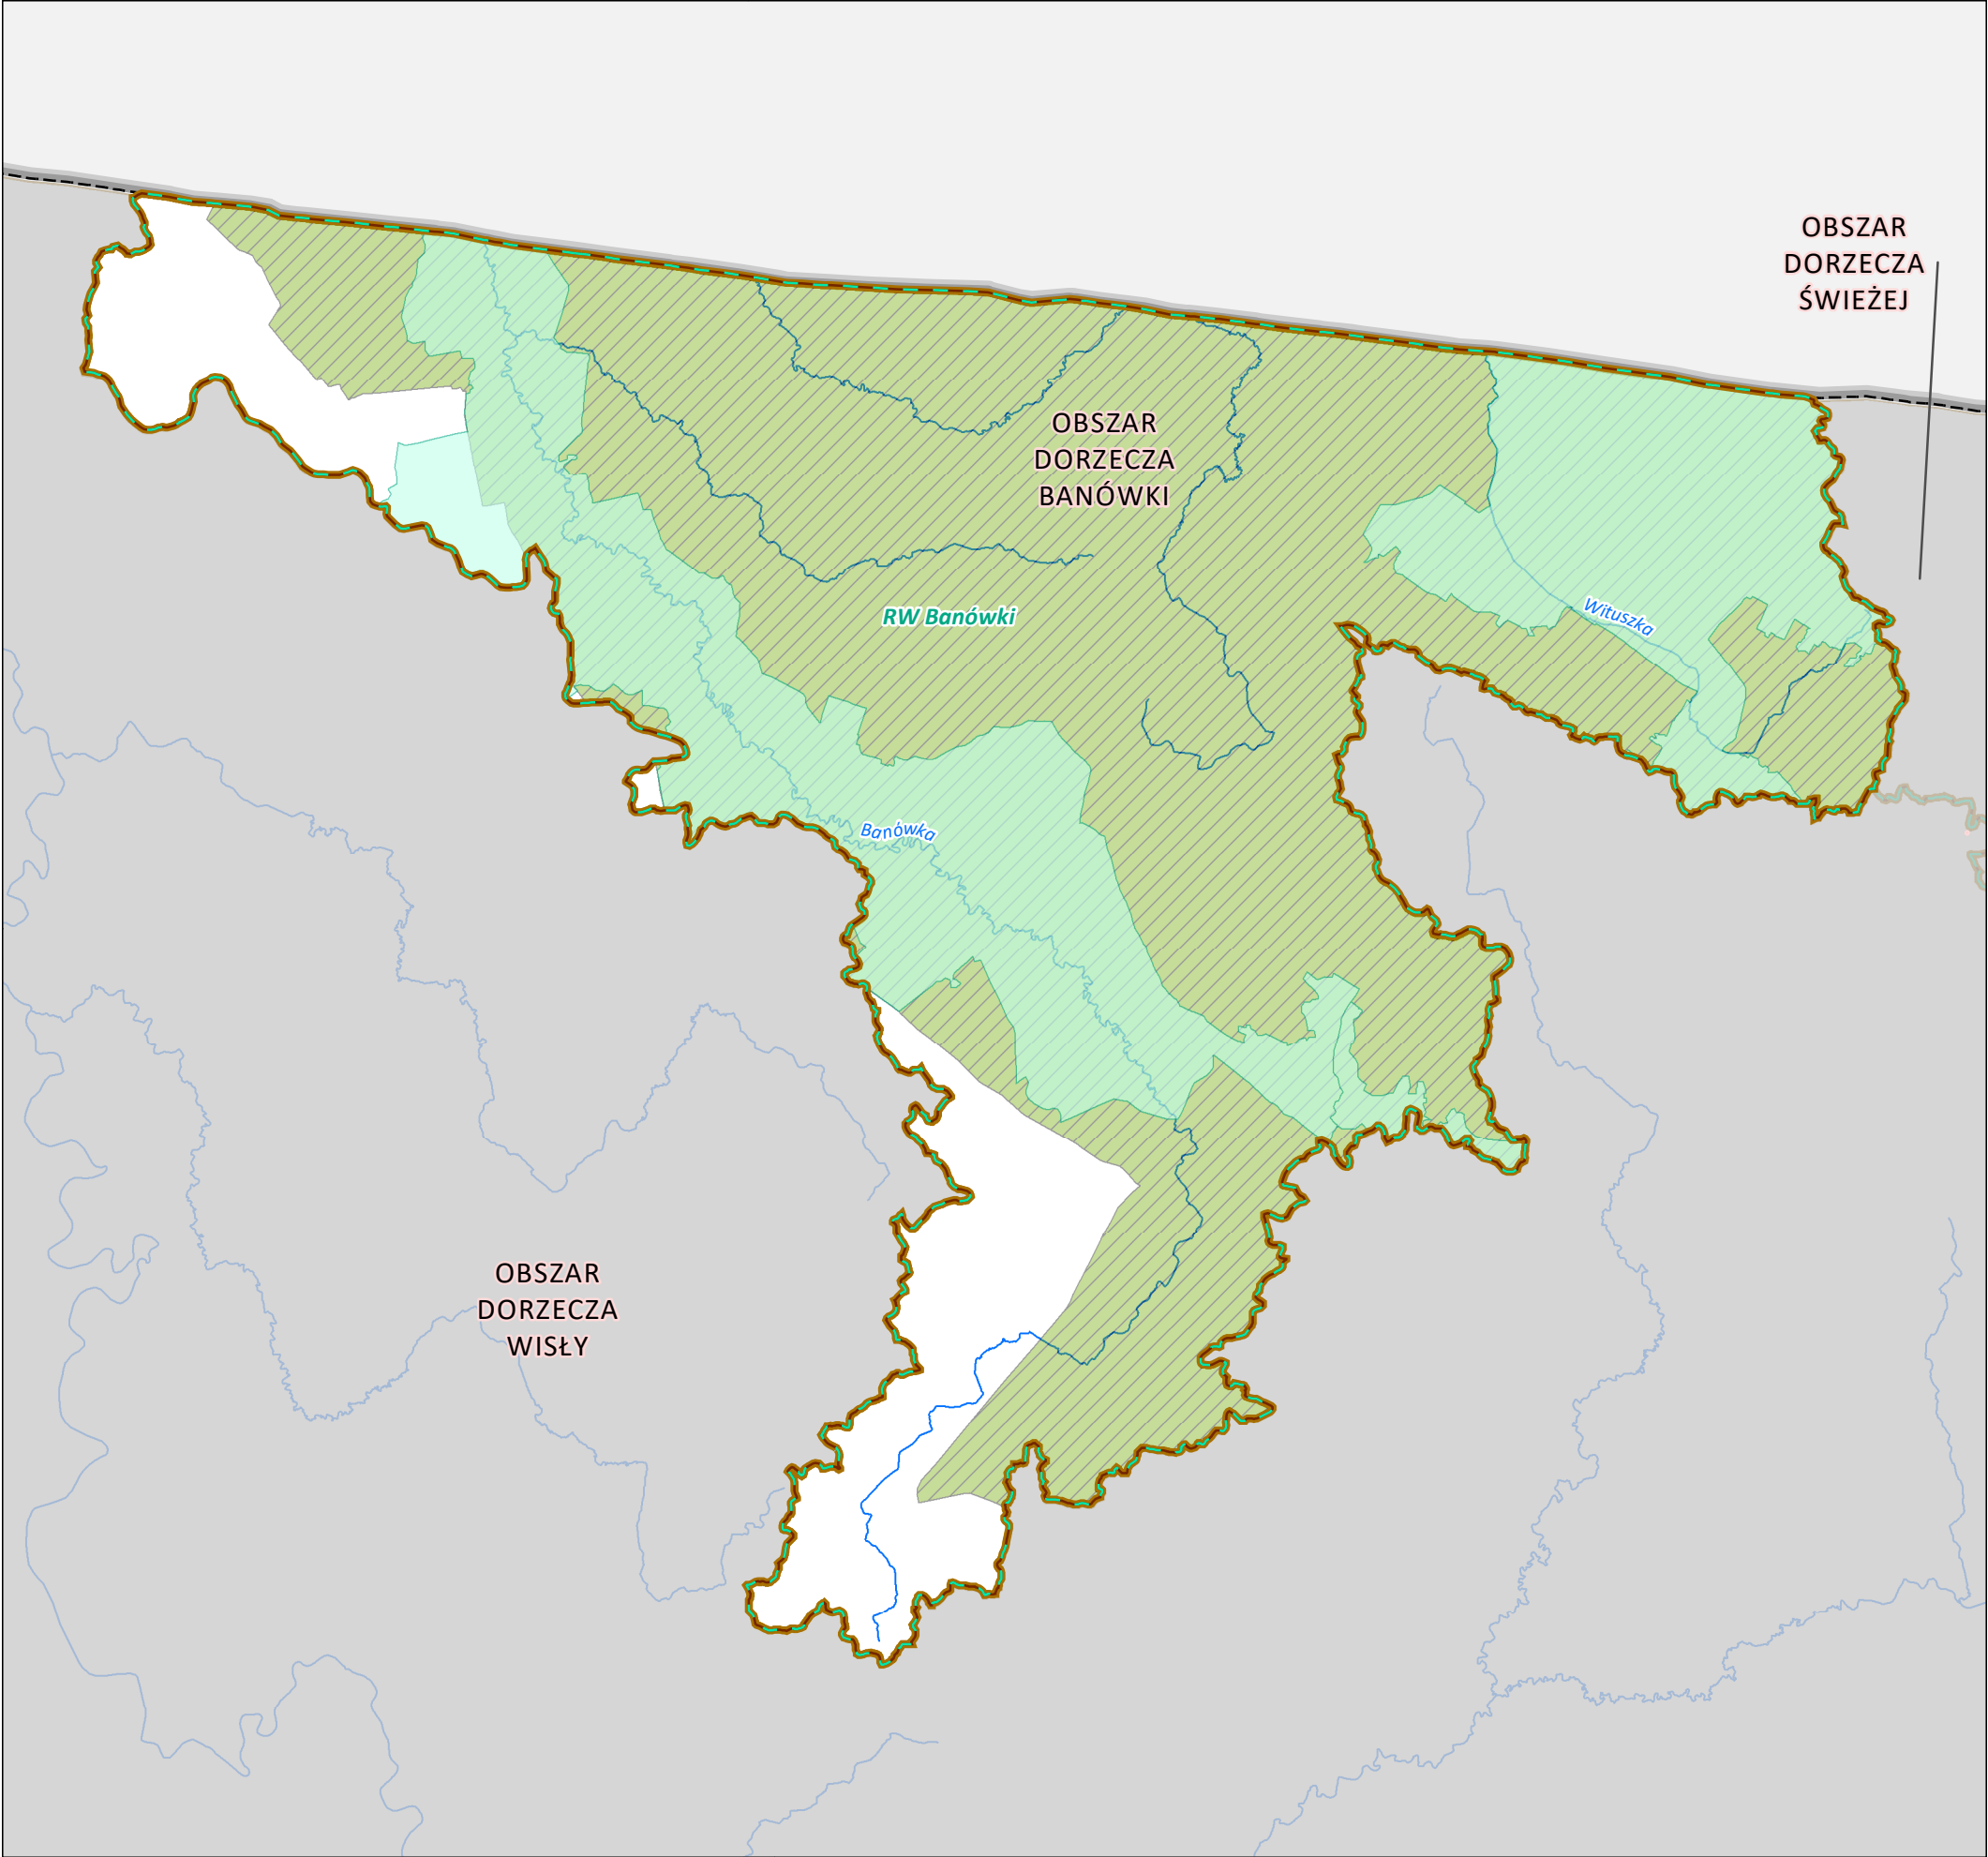 OBSZAR
DORZECZA
ŚWIEŻEJ
OBSZAR
DORZECZA
BANÓWKI
RW Banówki
Wituszka
Banówka
OBSZAR
DORZECZA
WISŁY